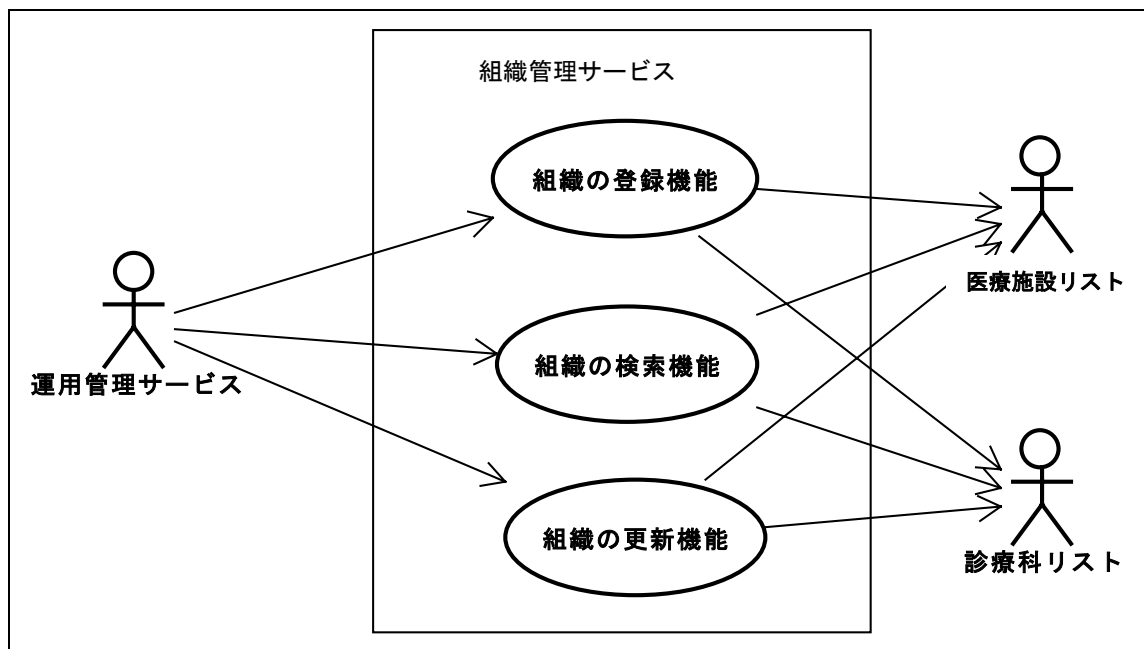 組織管理サービス
組織の登録機能
医療施設リスト
組織の検索機能
運用管理サービス
組織の更新機能
診療科リスト